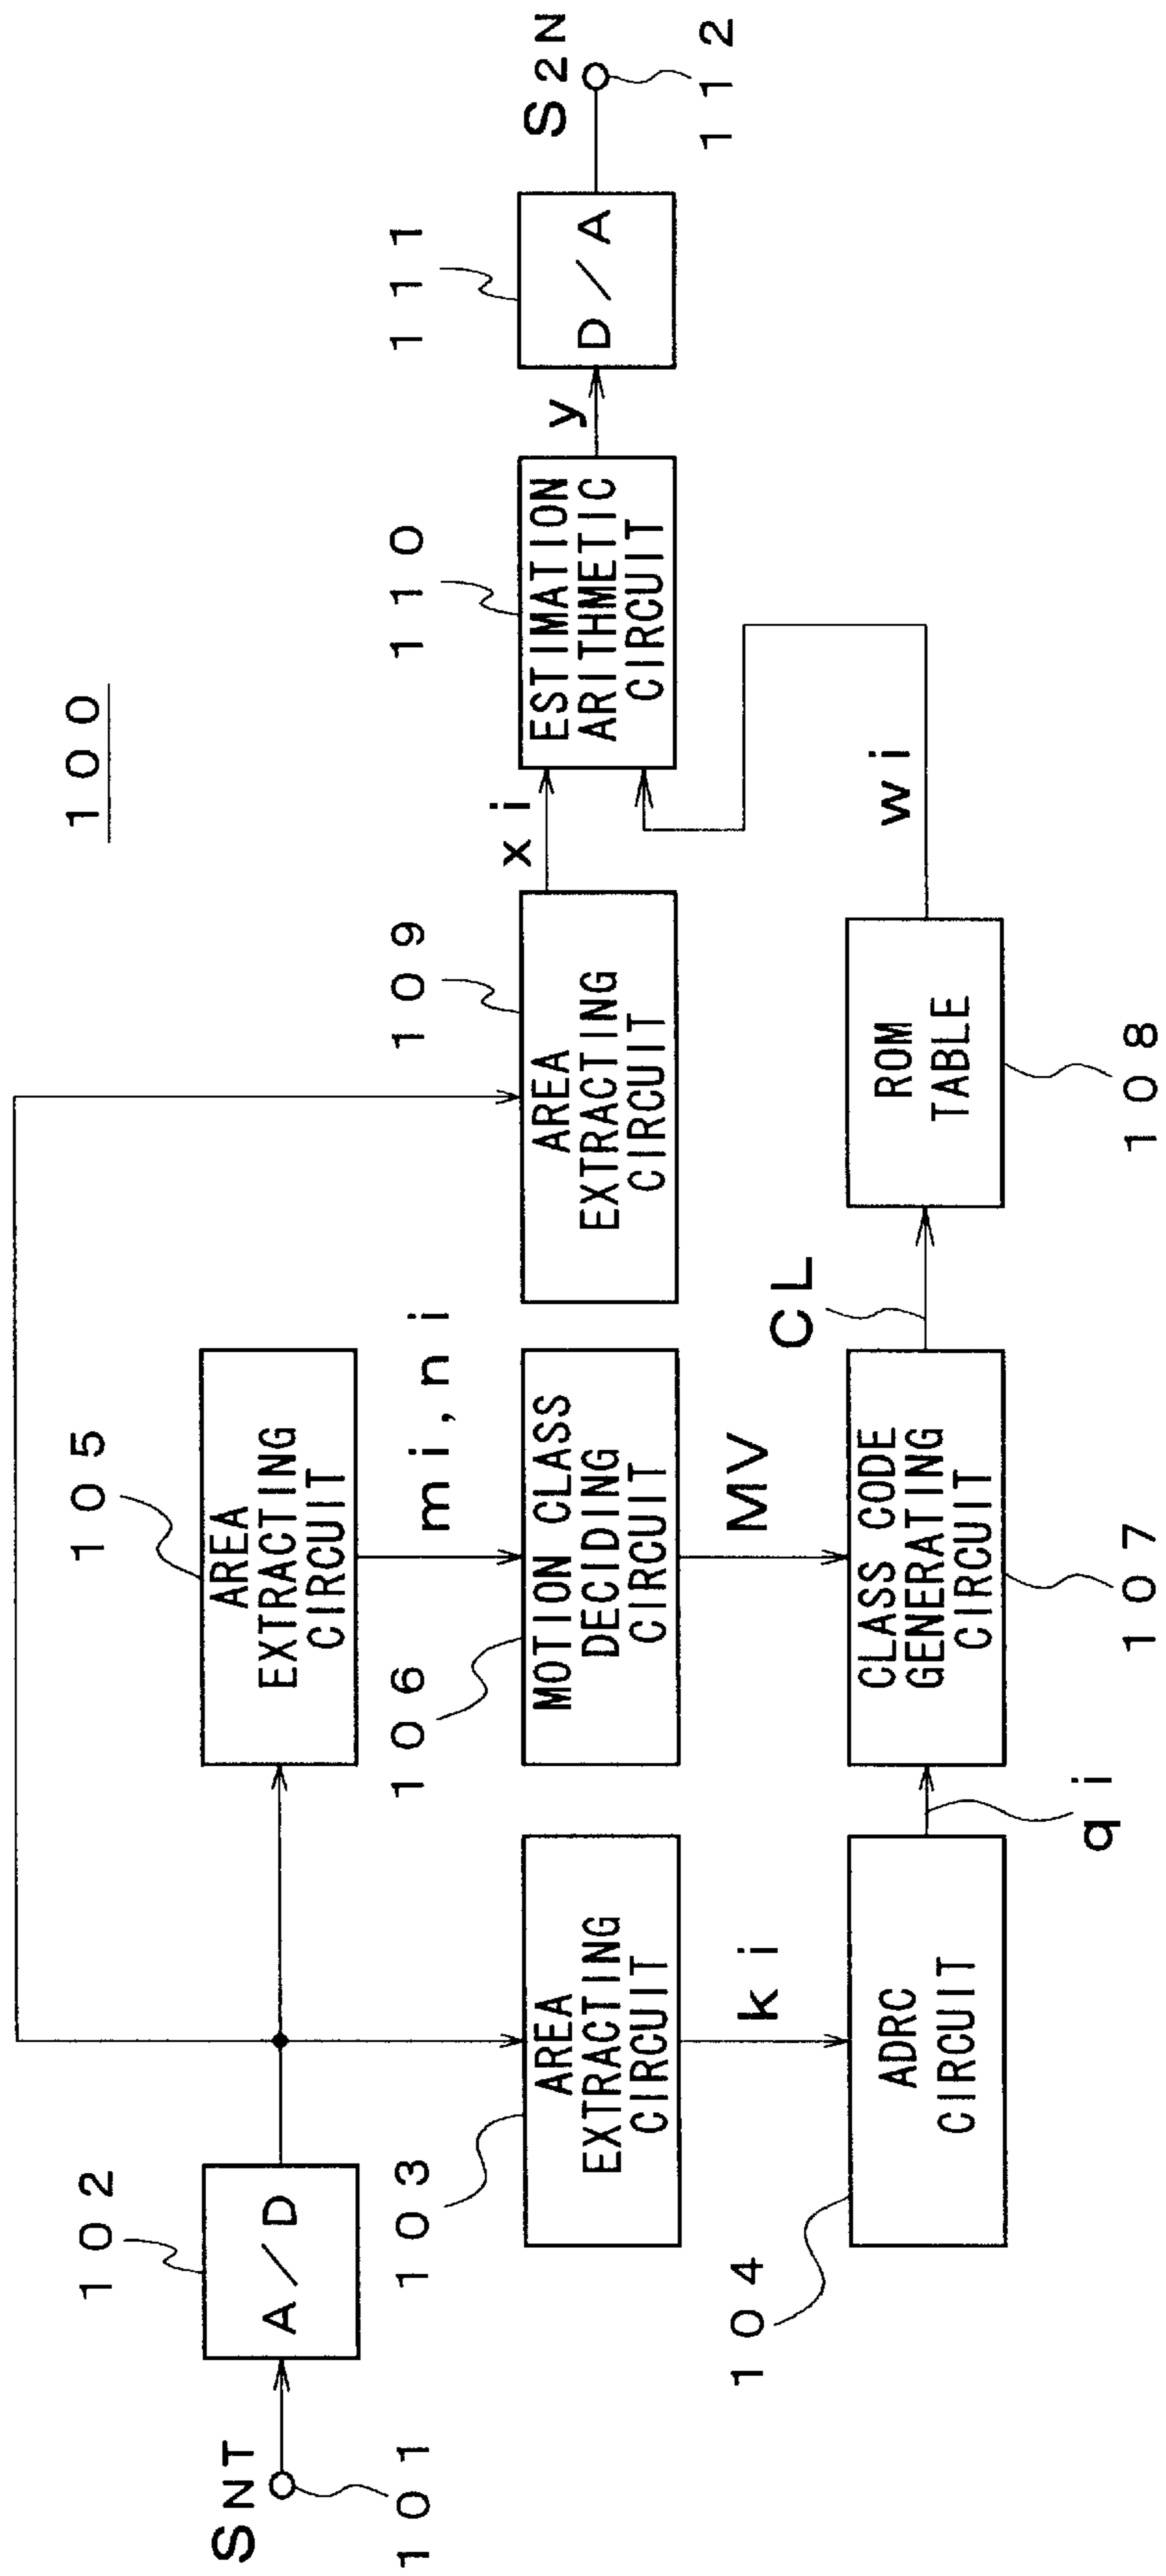 100
SNT
101
A/D
102
AREA
EXTRACTING
CIRCUIT
103
ki
ADRC
CIRCUIT
104
qi
AREA
EXTRACTING
CIRCUIT
105
mi, ni
MOTION CLASS
DECIDING
CIRCUIT
106
MV
CLASS CODE
GENERATING
CIRCUIT
107
CL
ROM
TABLE
108
wi
AREA
EXTRACTING
CIRCUIT
109
xi
ESTIMATION
ARITHMETIC
CIRCUIT
110
y
D/A
111
S2N
112